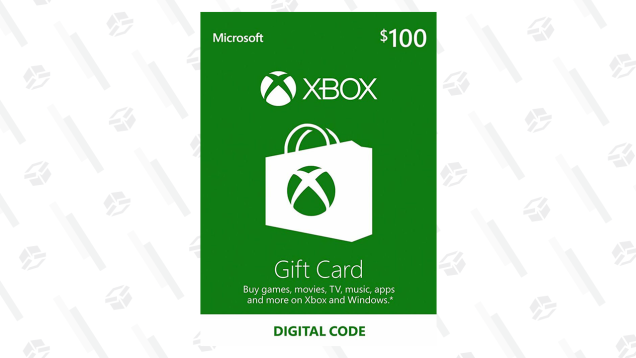 Microsoft $100
XBOX
Gift Card
Buy games, movies, TV, music, apps
and more on Xbox and Windows.*
DIGITAL CODE